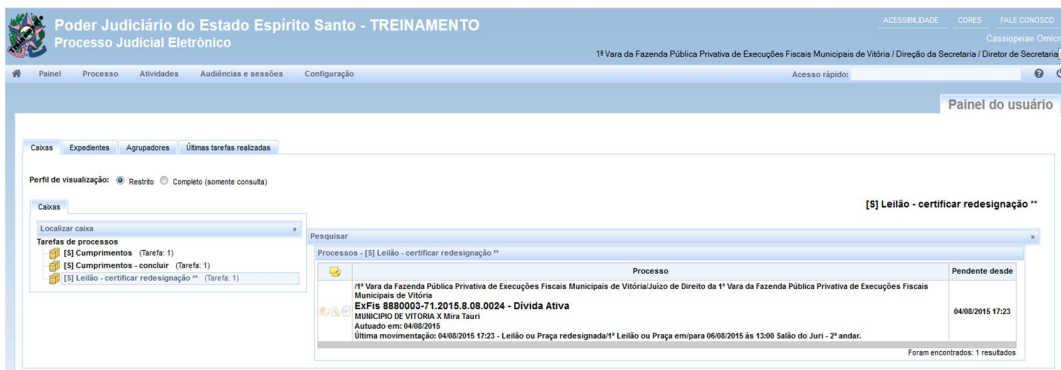 Poder Judiciário do Estado Espírito Santo - TREINAMENTO
Processo Judicial Eletrônico
ACESSIBILIDADE CORES FALE CONOSCO
Cassiopeiae Omicr
1ª Vara da Fazenda Pública Privativa de Execuções Fiscais Municipais de Vitória / Direção da Secretaria / Diretor de Secretaria
Painel Processo Atividades Audiências e sessões Configuração Acesso rápido:
Painel do usuário
Caixas Expedientes Agrupadores Últimas tarefas realizadas
Perfil de visualização: Restrito Completo (somente consulta)
[S] Leilão - certificar redesignação **
Caixas
Localizar caixa »
Tarefas de processos
[S] Cumprimentos (Tarefa: 1)
[S] Cumprimentos - concluir (Tarefa: 1)
[S] Leilão - certificar redesignação ** (Tarefa: 1)
Pesquisar »
Processos - [S] Leilão - certificar redesignação **
Processo Pendente desde
/1ª Vara da Fazenda Pública Privativa de Execuções Fiscais Municipais de Vitória/Juízo de Direito da 1ª Vara da Fazenda Pública Privativa de Execuções Fiscais
Municipais de Vitória
ExFis 8880003-71.2015.8.08.0024 - Dívida Ativa
MUNICIPIO DE VITORIA X Mira Tauri
Autuado em: 04/08/2015
Última movimentação: 04/08/2015 17:23 - Leilão ou Praça redesignada/1º Leilão ou Praça em/para 06/08/2015 às 13:00 Salão do Juri - 2º andar.
04/08/2015 17:23
Foram encontrados: 1 resultados